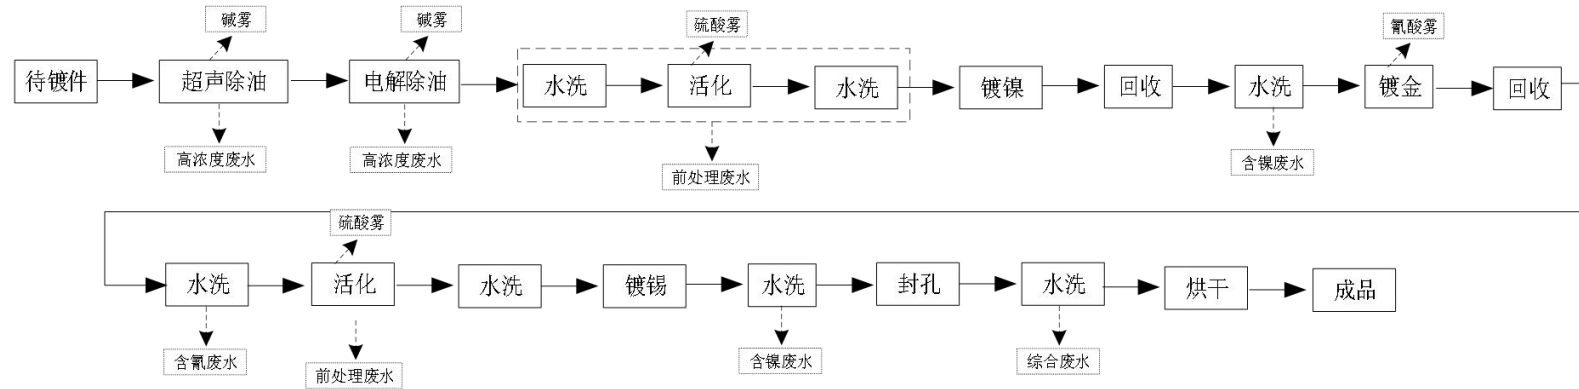 碱雾
碱雾
硫酸雾
氰酸雾
待镀件
超声除油
电解除油
水洗
活化
水洗
镀镍
回收
水洗
镀金
回收
高浓度废水
高浓度废水
前处理废水
含镍废水
硫酸雾
水洗
活化
水洗
镀锡
水洗
封孔
水洗
烘干
成品
含氰废水
前处理废水
含镍废水
综合废水